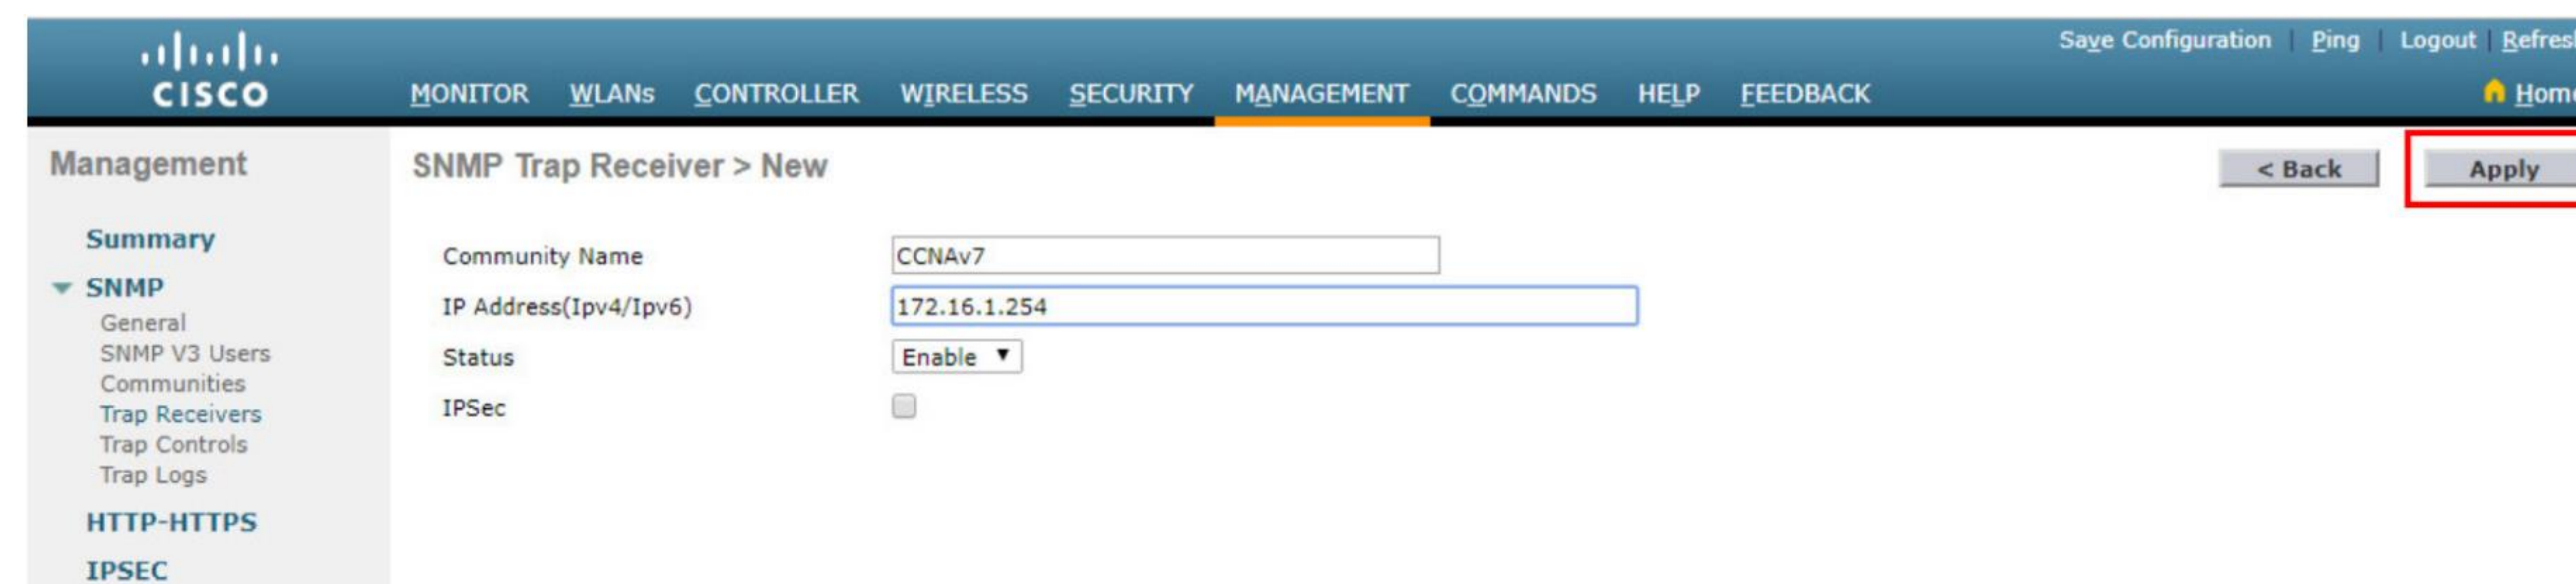 Save Configuration | Ping | Logout | Refresh
CISCO
MONITOR WLANs CONTROLLER WIRELESS SECURITY MANAGEMENT COMMANDS HELP FEEDBACK
Home
Management
SNMP Trap Receiver > New
< Back
Apply
Summary
SNMP
General
SNMP V3 Users
Communities
Trap Receivers
Trap Controls
Trap Logs
HTTP-HTTPS
IPSEC
Community Name CCNAv7
IP Address(Ipv4/Ipv6) 172.16.1.254
Status Enable
IPSec